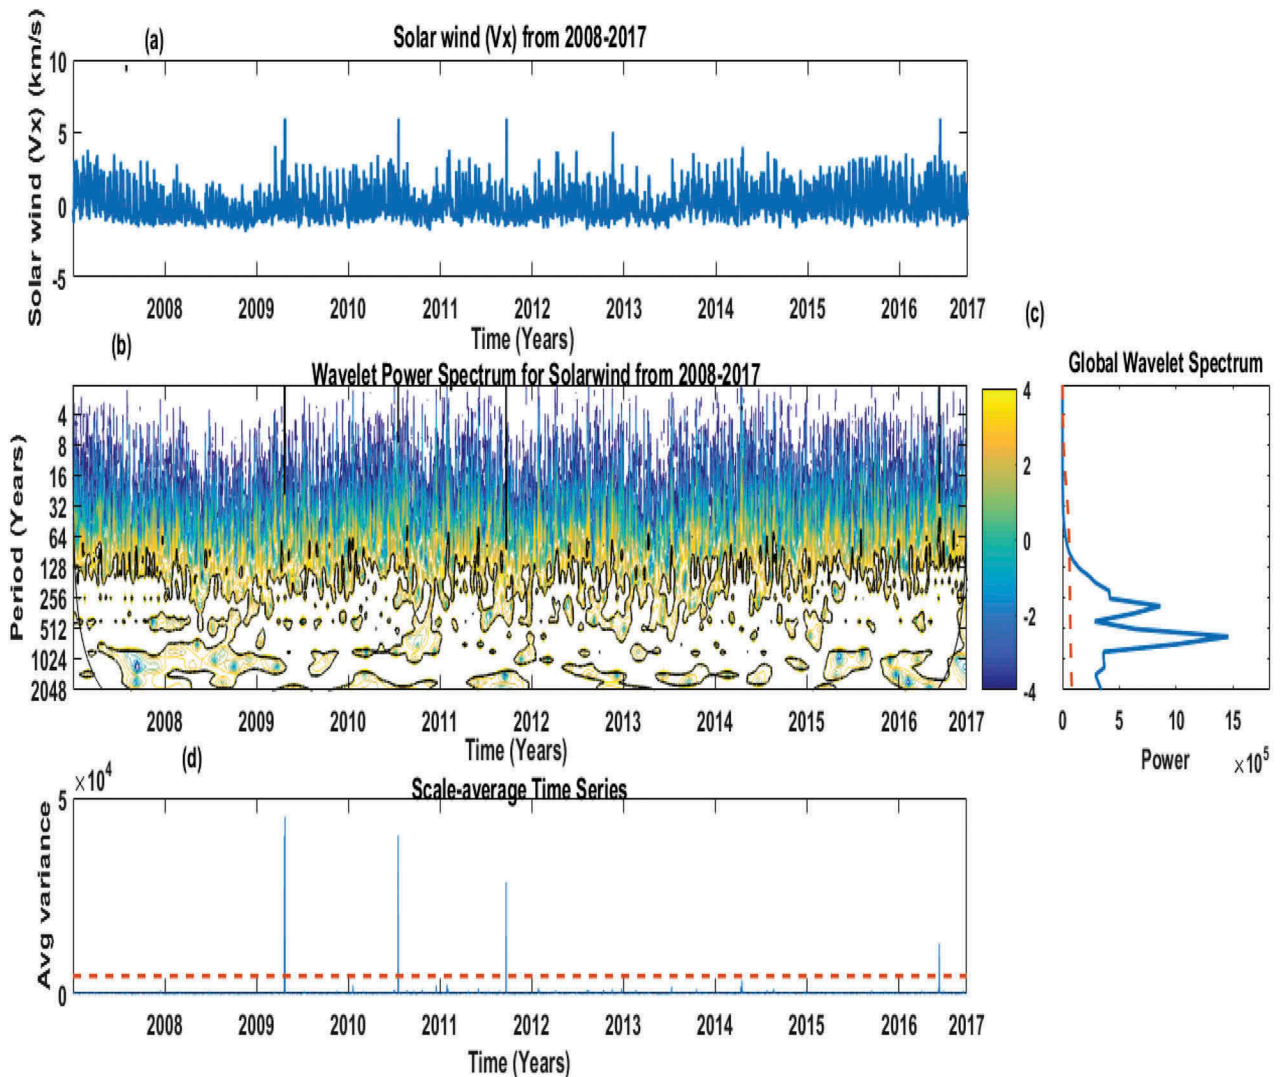 (a)
Solar wind (Vx) from 2008-2017
Solar wind (Vx) (km/s)
10
5
0
-5
2008 2009 2010 2011 2012 2013 2014 2015 2016 2017
Time (Years)
(b)
Wavelet Power Spectrum for Solarwind from 2008-2017
Period (Years)
4
8
16
32
64
128
256
512
1024
2048
2008 2009 2010 2011 2012 2013 2014 2015 2016 2017
Time (Years)
4
2
0
-2
-4
(c)
Global Wavelet Spectrum
0 5 10 15
Power ×10⁵
(d)
Scale-average Time Series
×10⁴
Avg variance
5
0
2008 2009 2010 2011 2012 2013 2014 2015 2016 2017
Time (Years)